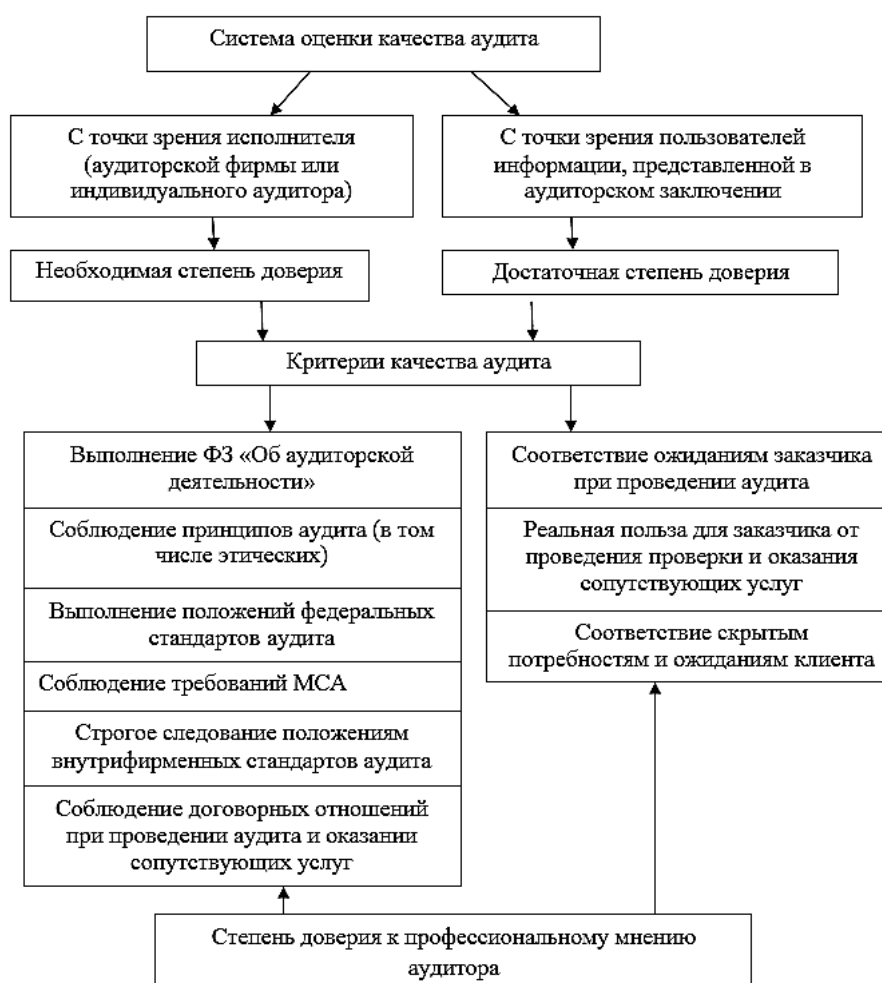 Система оценки качества аудита
С точки зрения исполнителя
(аудиторской фирмы или
индивидуального аудитора)
С точки зрения пользователей
информации, представленной в
аудиторском заключении
Необходимая степень доверия
Достаточная степень доверия
Критерии качества аудита
Выполнение ФЗ «Об аудиторской
деятельности»
Соблюдение принципов аудита (в том
числе этических)
Выполнение положений федеральных
стандартов аудита
Соблюдение требований МСА
Строгое следование положениям
внутрифирменных стандартов аудита
Соблюдение договорных отношений
при проведении аудита и оказании
сопутствующих услуг
Соответствие ожиданиям заказчика
при проведении аудита
Реальная польза для заказчика от
проведения проверки и оказания
сопутствующих услуг
Соответствие скрытым
потребностям и ожиданиям клиента
Степень доверия к профессиональному мнению
аудитора